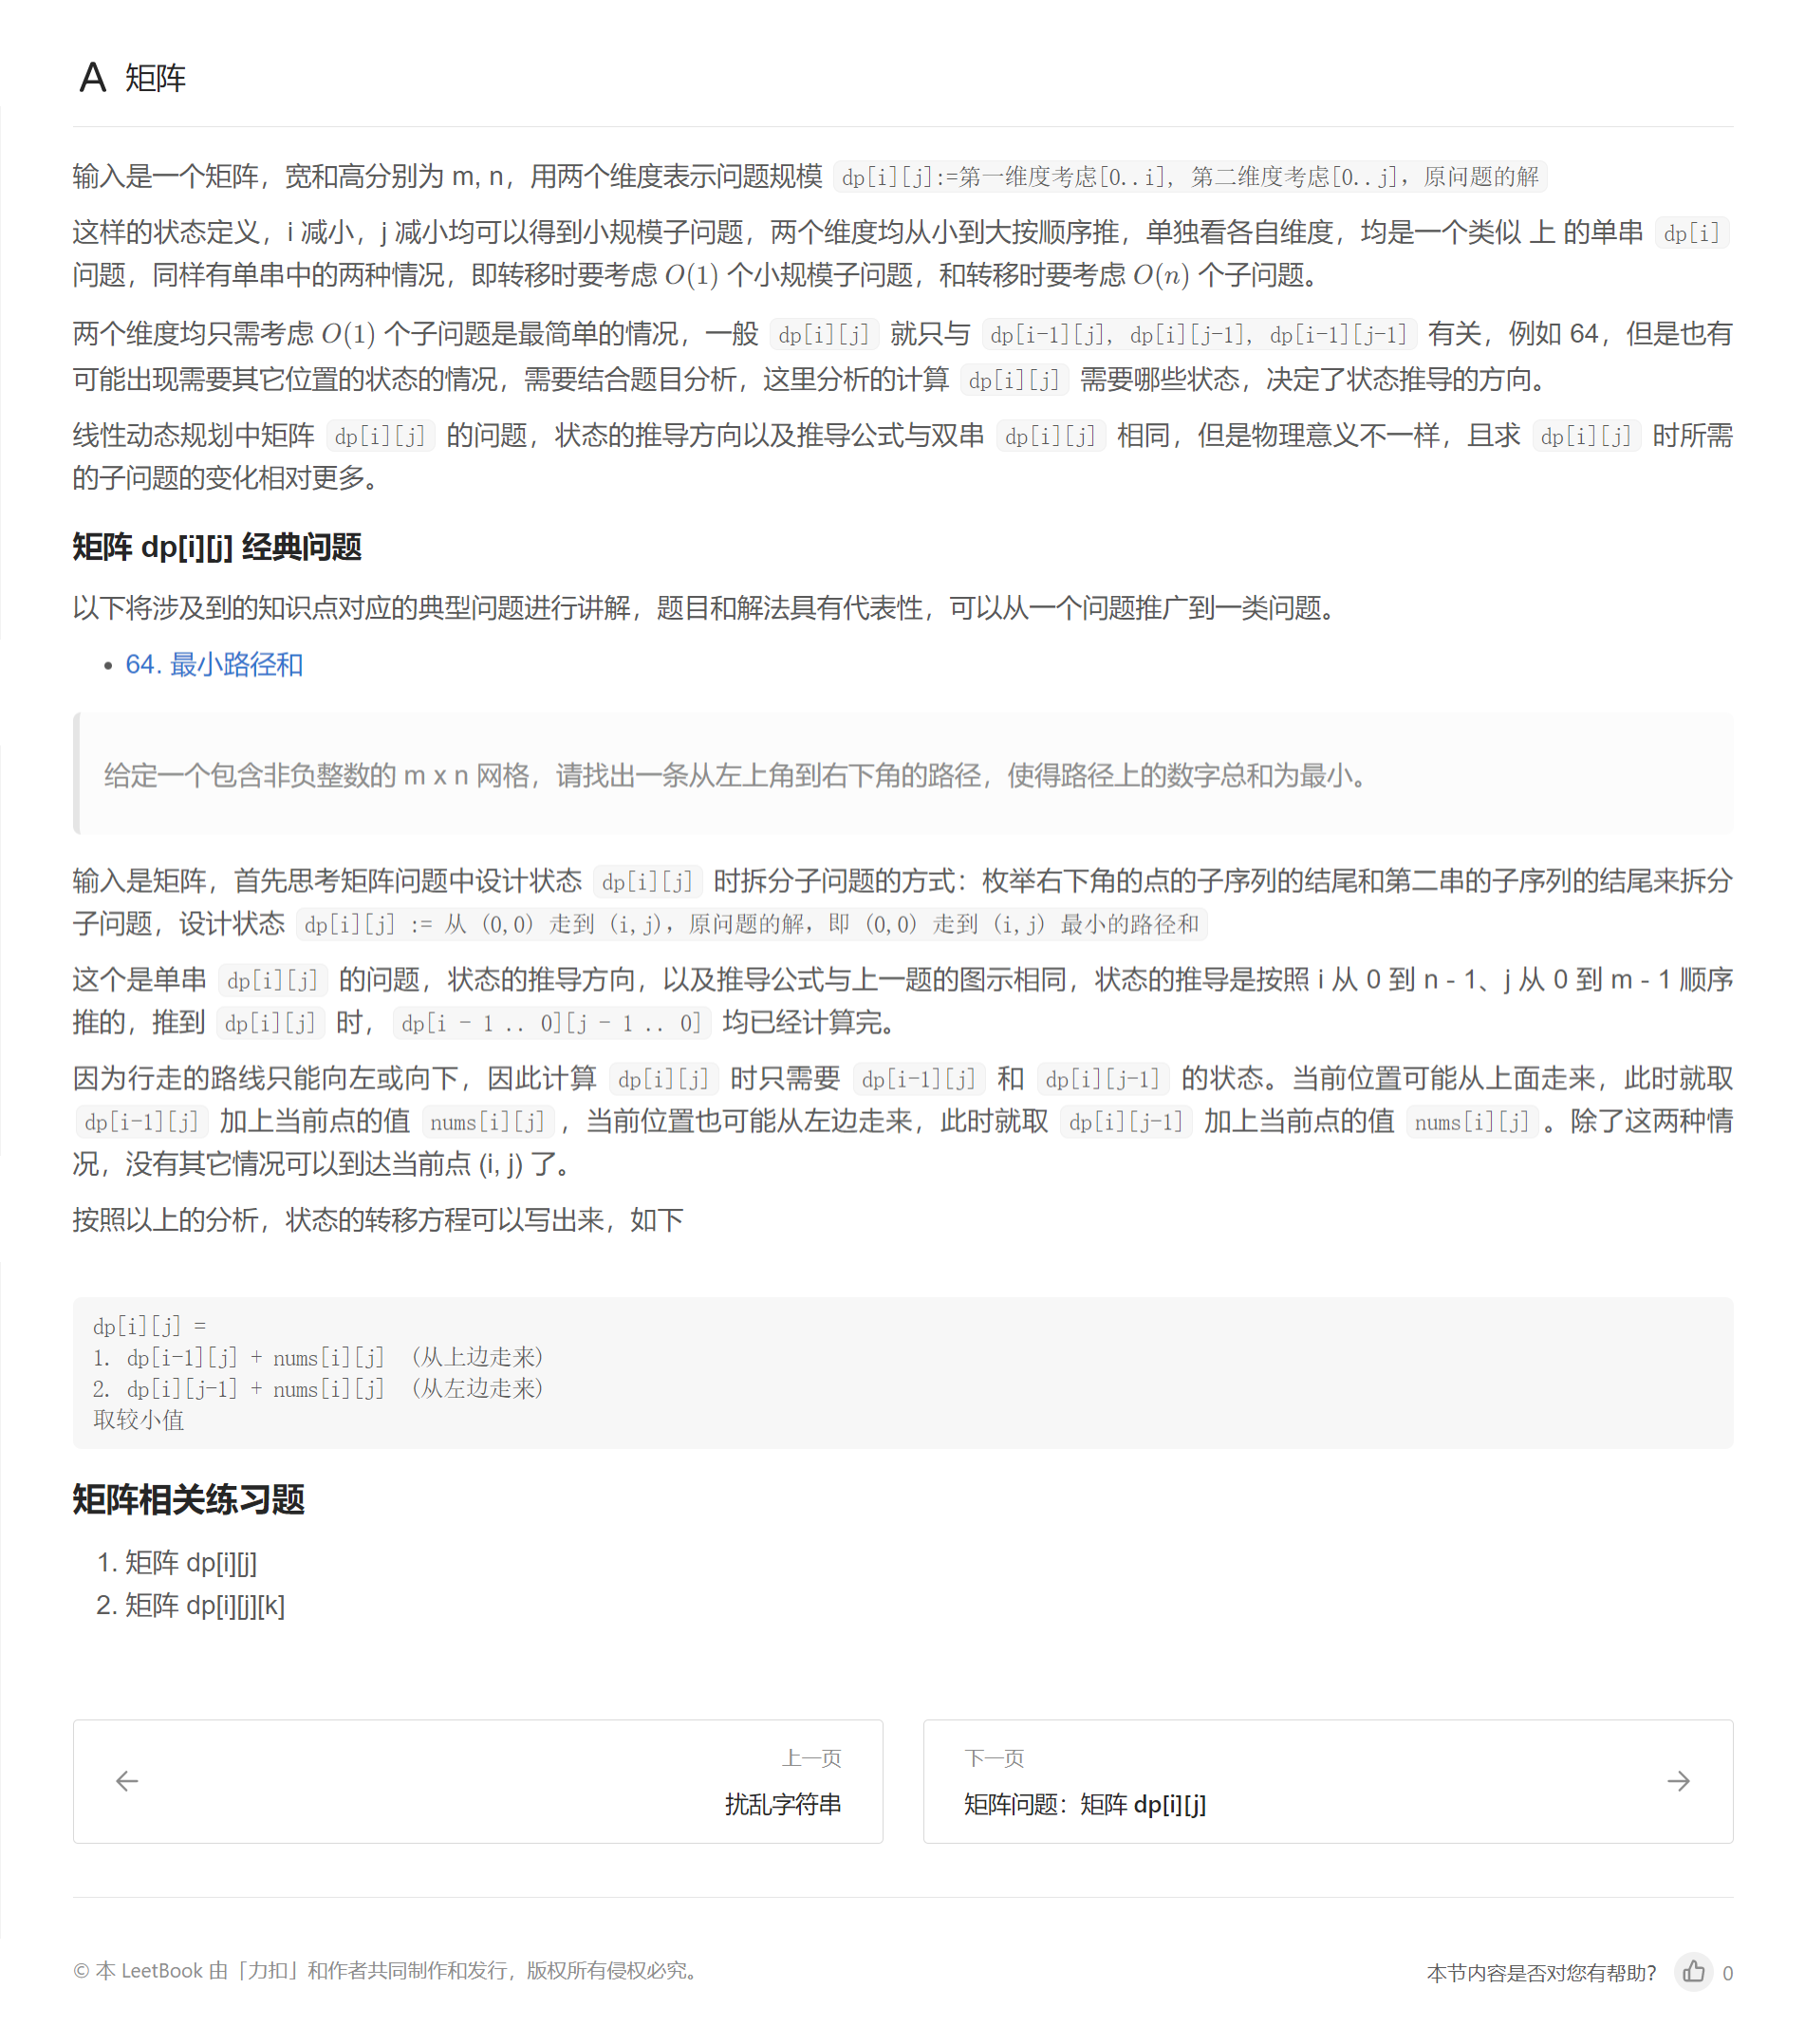 A 矩阵
输入是一个矩阵，宽和高分别为 m, n，用两个维度表示问题规模 dp[i][j]:=第一维度考虑[0..i]，第二维度考虑[0..j]，原问题的解
这样的状态定义，i 减小，j 减小均可以得到小规模子问题，两个维度均从小到大按顺序推，单独看各自维度，均是一个类似 上 的单串 dp[i]
问题，同样有单串中的两种情况，即转移时要考虑 O(1) 个小规模子问题，和转移时要考虑 O(n) 个子问题。
两个维度均只需考虑 O(1) 个子问题是最简单的情况，一般 dp[i][j] 就只与 dp[i-1][j], dp[i][j-1], dp[i-1][j-1] 有关，例如 64，但是也有
可能出现需要其它位置的状态的情况，需要结合题目分析，这里分析的计算 dp[i][j] 需要哪些状态，决定了状态推导的方向。
线性动态规划中矩阵 dp[i][j] 的问题，状态的推导方向以及推导公式与双串 dp[i][j] 相同，但是物理意义不一样，且求 dp[i][j] 时所需
的子问题的变化相对更多。
矩阵 dp[i][j] 经典问题
以下将涉及到的知识点对应的典型问题进行讲解，题目和解法具有代表性，可以从一个问题推广到一类问题。
• 64. 最小路径和
给定一个包含非负整数的 m x n 网格，请找出一条从左上角到右下角的路径，使得路径上的数字总和为最小。
输入是矩阵，首先思考矩阵问题中设计状态 dp[i][j] 时拆分子问题的方式：枚举右下角的点的子序列的结尾和第二串的子序列的结尾来拆分
子问题，设计状态 dp[i][j] := 从 (0,0) 走到 (i,j)，原问题的解，即 (0,0) 走到 (i,j) 最小的路径和
这个是单串 dp[i][j] 的问题，状态的推导方向，以及推导公式与上一题的图示相同，状态的推导是按照 i 从 0 到 n - 1、j 从 0 到 m - 1 顺序
推的，推到 dp[i][j] 时， dp[i - 1 .. 0][j - 1 .. 0] 均已经计算完。
因为行走的路线只能向左或向下，因此计算 dp[i][j] 时只需要 dp[i-1][j] 和 dp[i][j-1] 的状态。当前位置可能从上面走来，此时就取
dp[i-1][j] 加上当前点的值 nums[i][j] ，当前位置也可能从左边走来，此时就取 dp[i][j-1] 加上当前点的值 nums[i][j] 。除了这两种情
况，没有其它情况可以到达当前点 (i, j) 了。
按照以上的分析，状态的转移方程可以写出来，如下
dp[i][j] =
1. dp[i-1][j] + nums[i][j] （从上边走来）
2. dp[i][j-1] + nums[i][j] （从左边走来）
取较小值
矩阵相关练习题
1. 矩阵 dp[i][j]
2. 矩阵 dp[i][j][k]
上一页
扰乱字符串
下一页
矩阵问题：矩阵 dp[i][j]
© 本 LeetBook 由「力扣」和作者共同制作和发行，版权所有侵权必究。
本节内容是否对您有帮助？ 0